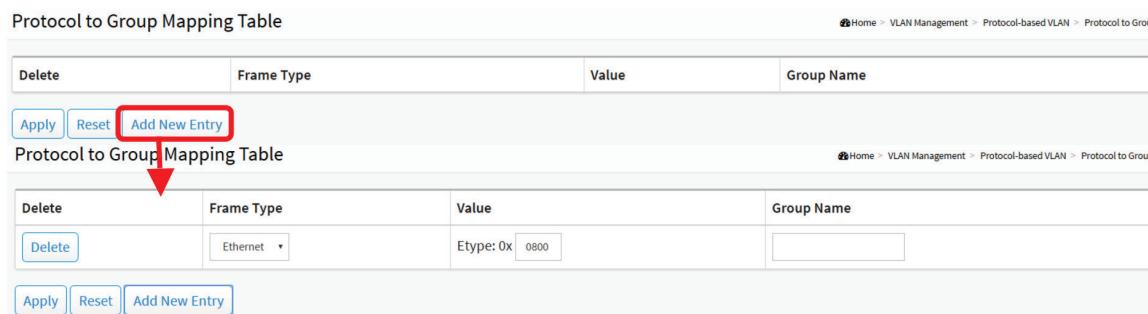 Protocol to Group Mapping Table
Home > VLAN Management > Protocol-based VLAN > Protocol to Grou
Delete Frame Type Value Group Name
Apply Reset Add New Entry
Protocol to Group Mapping Table
Home > VLAN Management > Protocol-based VLAN > Protocol to Grou
Delete Frame Type Value Group Name
Delete Ethernet Etype: 0x 0800
Apply Reset Add New Entry